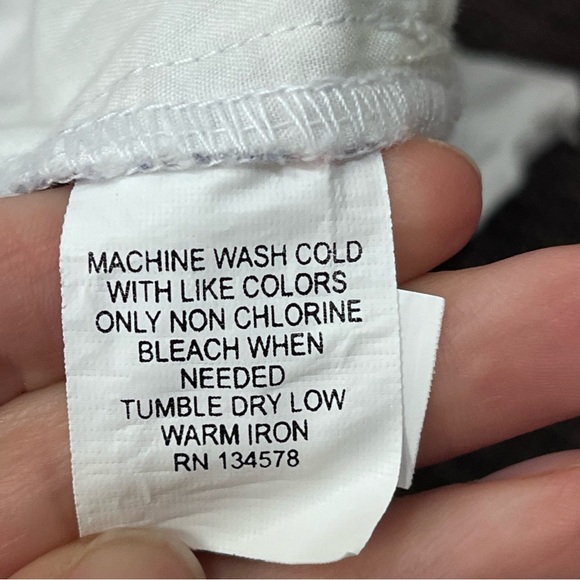 MACHINE WASH COLD
WITH LIKE COLORS
ONLY NON CHLORINE
BLEACH WHEN
NEEDED
TUMBLE DRY LOW
WARM IRON
RN 134578